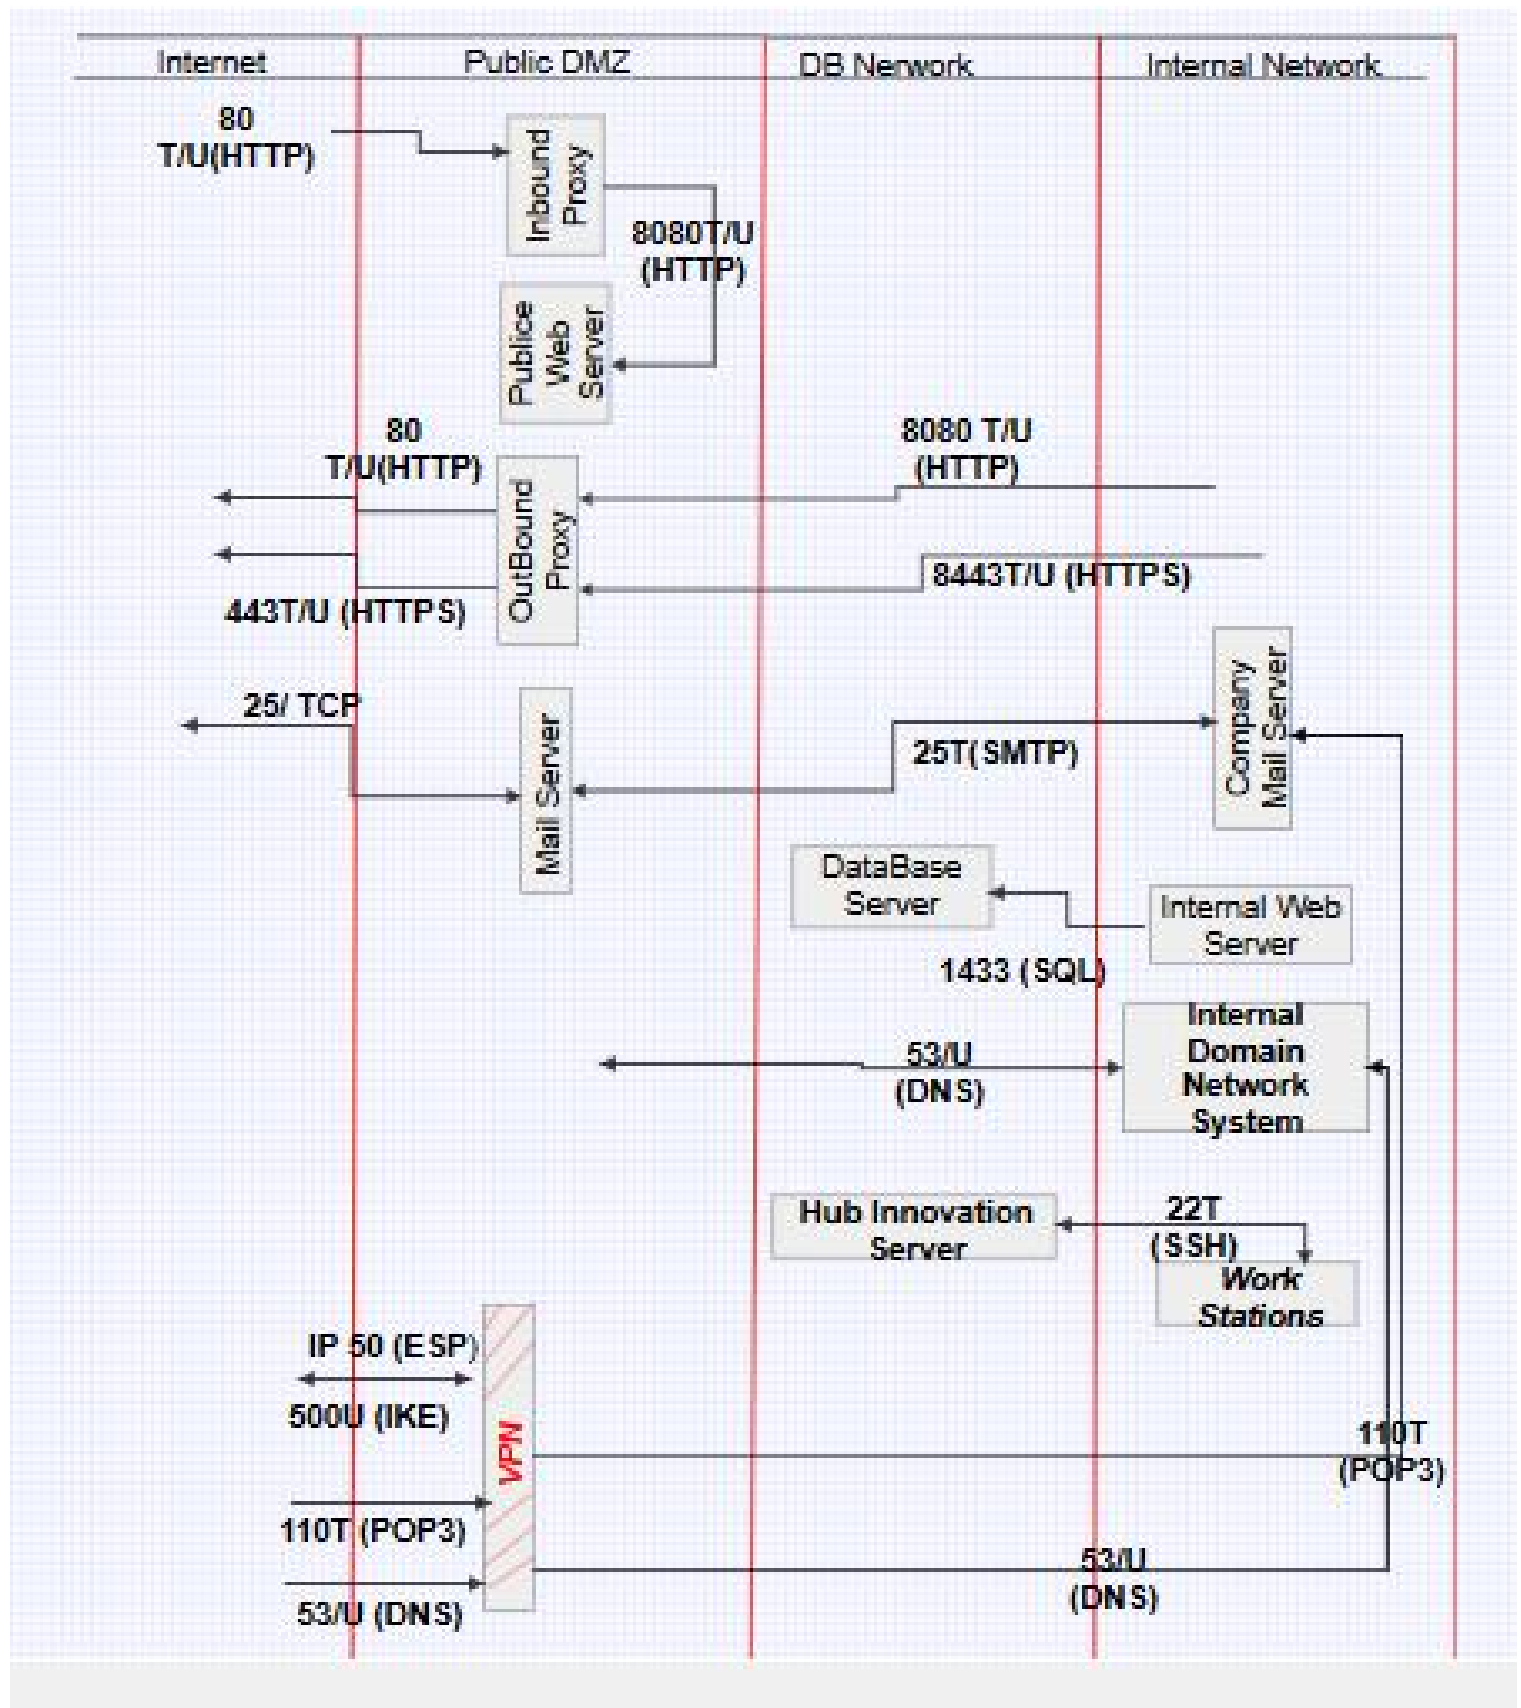 Internet
Public DMZ
DB Nerwork
Internal Network
80
T/U(HTTP)
Inbound
Proxy
8080T/U
(HTTP)
Publice
Web
Server
80
T/U(HTTP)
8080 T/U
(HTTP)
OutBound
Proxy
8443T/U (HTTPS)
443T/U (HTTPS)
25/ TCP
Mail Server
25T(SMTP)
Company
Mail Server
DataBase
Server
Internal Web
Server
1433 (SQL)
Internal
Domain
Network
System
53/U
(DNS)
Hub Innovation
Server
22T
(SSH)
Work
Stations
IP 50 (ESP)
500U (IKE)
VPN
110T
(POP3)
110T (POP3)
53/U
(DNS)
53/U (DNS)